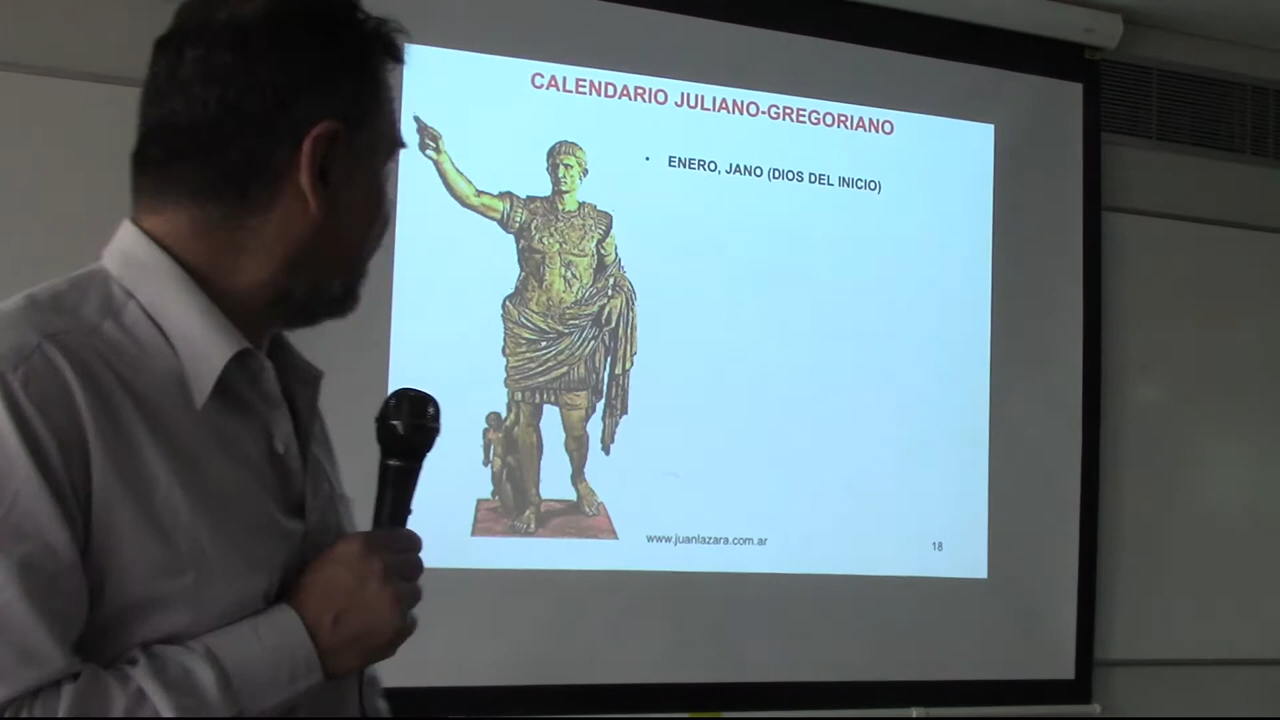 CALENDARIO JULIANO-GREGORIANO
• ENERO, JANO (DIOS DEL INICIO)
www.juanlazara.com.ar
18